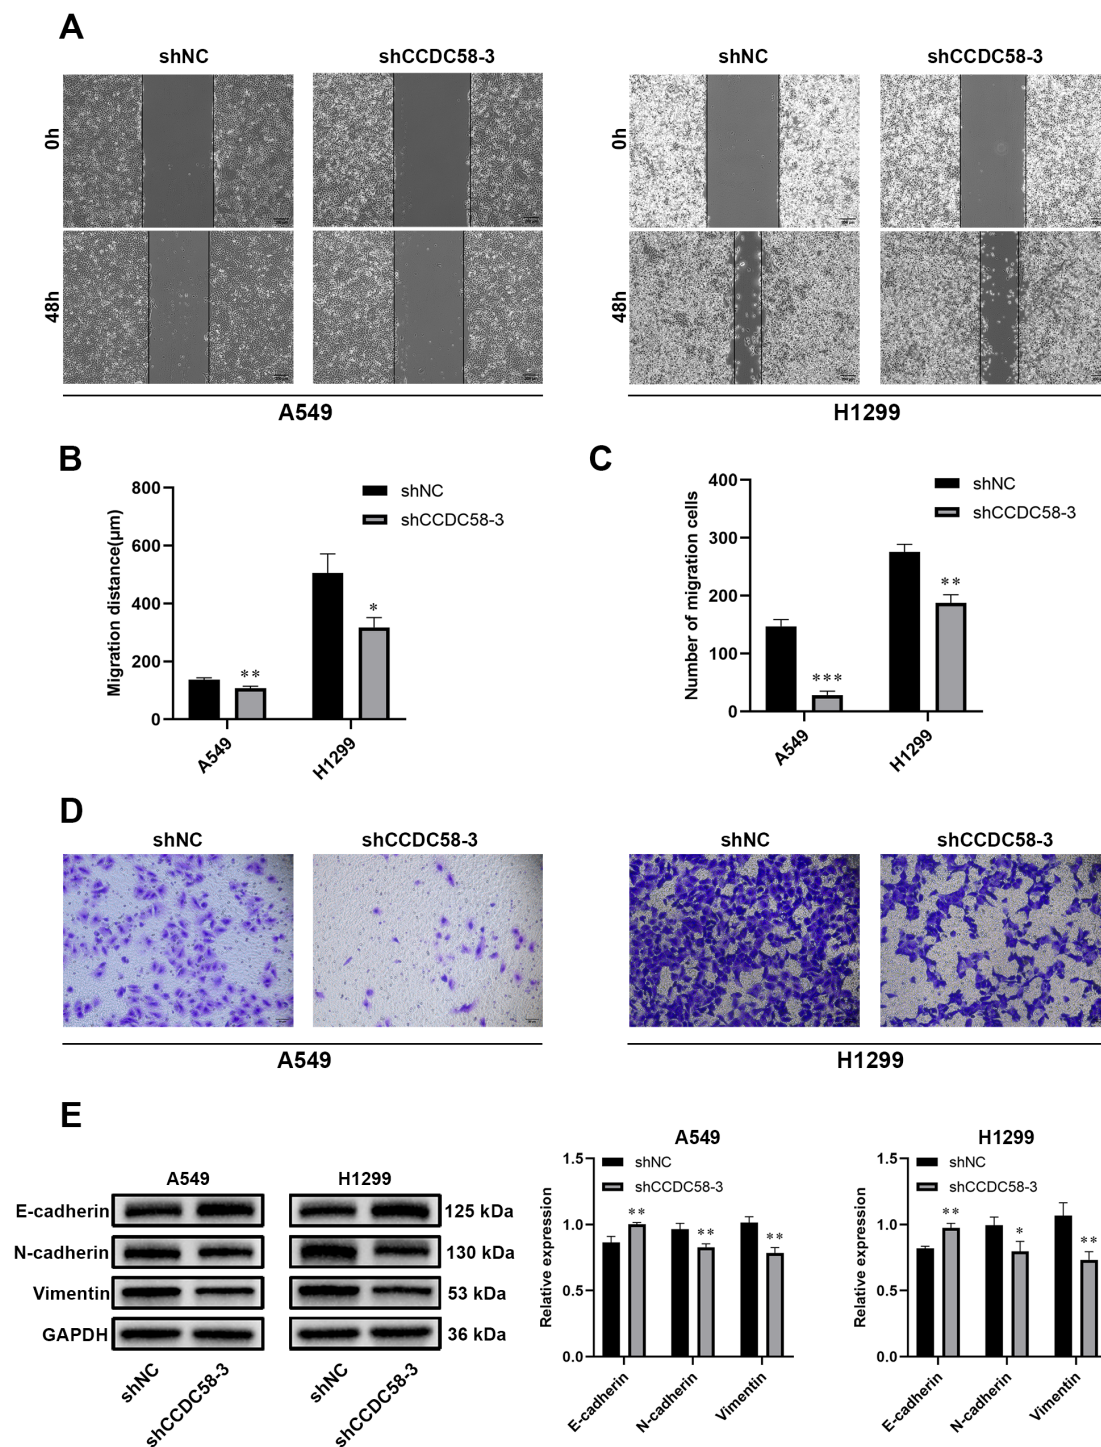 A
shNC
shCCDC58-3
shNC
shCCDC58-3
0h
0h
48h
48h
A549
H1299
B
800
600
400
200
0
Migration distance(μm)
shNC
shCCDC58-3
**
*
A549
H1299
C
400
300
200
100
0
Number of migration cells
shNC
shCCDC58-3
***
**
A549
H1299
D
shNC
shCCDC58-3
shNC
shCCDC58-3
A549
H1299
E
A549
H1299
E-cadherin
125 kDa
N-cadherin
130 kDa
Vimentin
53 kDa
GAPDH
36 kDa
shNC
shCCDC58-3
shNC
shCCDC58-3
A549
1.5
1.0
0.5
0.0
Relative expression
shNC
shCCDC58-3
**
**
**
E-cadherin
N-cadherin
Vimentin
H1299
1.5
1.0
0.5
0.0
Relative expression
shNC
shCCDC58-3
**
*
**
E-cadherin
N-cadherin
Vimentin